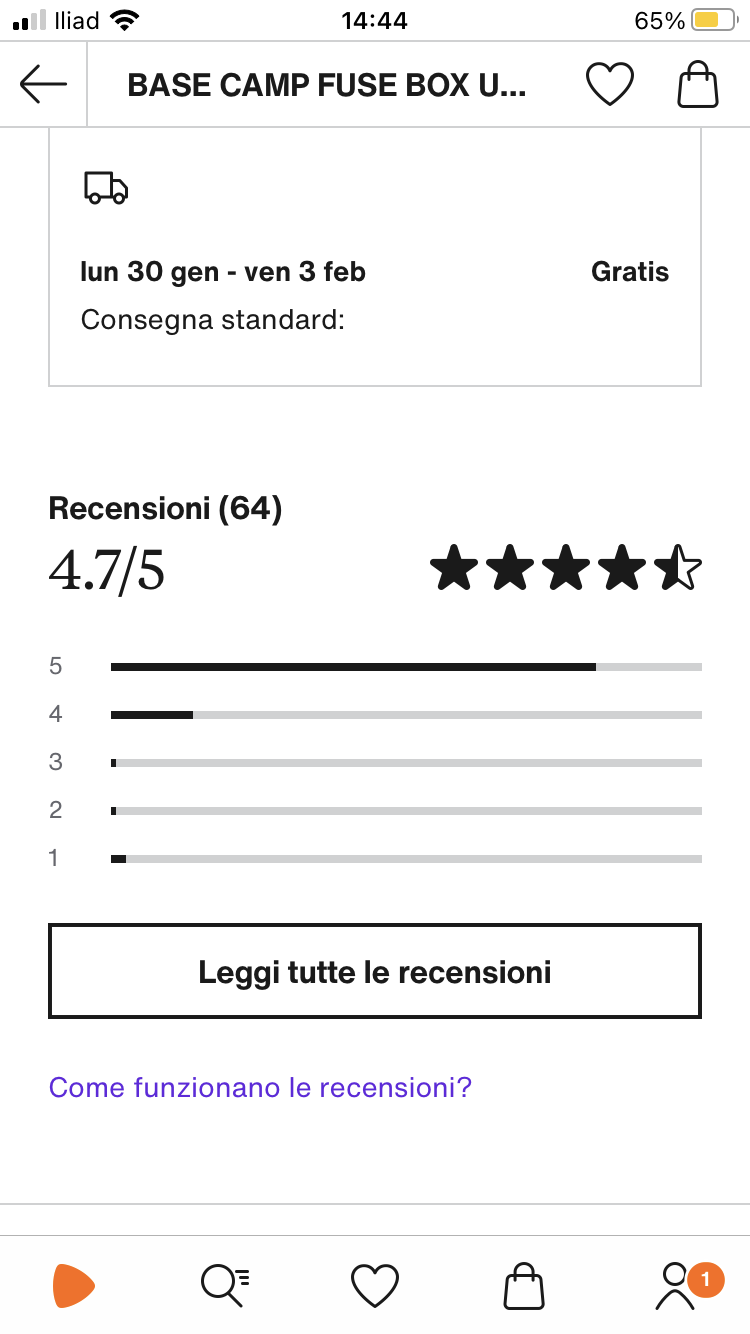 Iliad 14:44 65%
BASE CAMP FUSE BOX U...
lun 30 gen - ven 3 feb Gratis
Consegna standard:
Recensioni (64)
4.7/5
5
4
3
2
1
Leggi tutte le recensioni
Come funzionano le recensioni?
1